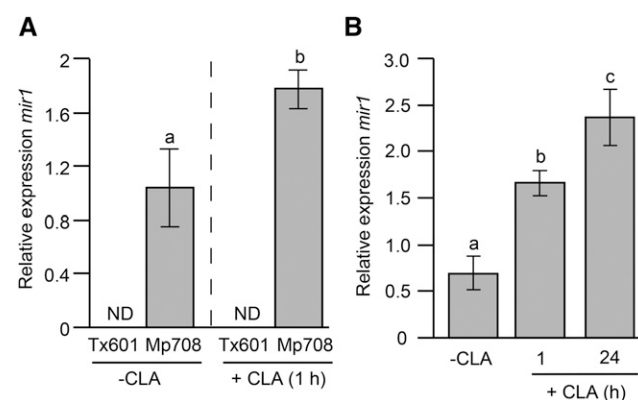 A
Relative expression mir1
2
1.6
1.2
0.8
0.4
0
ND
a
ND
b
Tx601 Mp708 Tx601 Mp708
-CLA + CLA (1 h)
B
Relative expression mir1
3.0
2.5
2.0
1.5
1.0
0.5
0
a
b
c
-CLA 1 24
+ CLA (h)